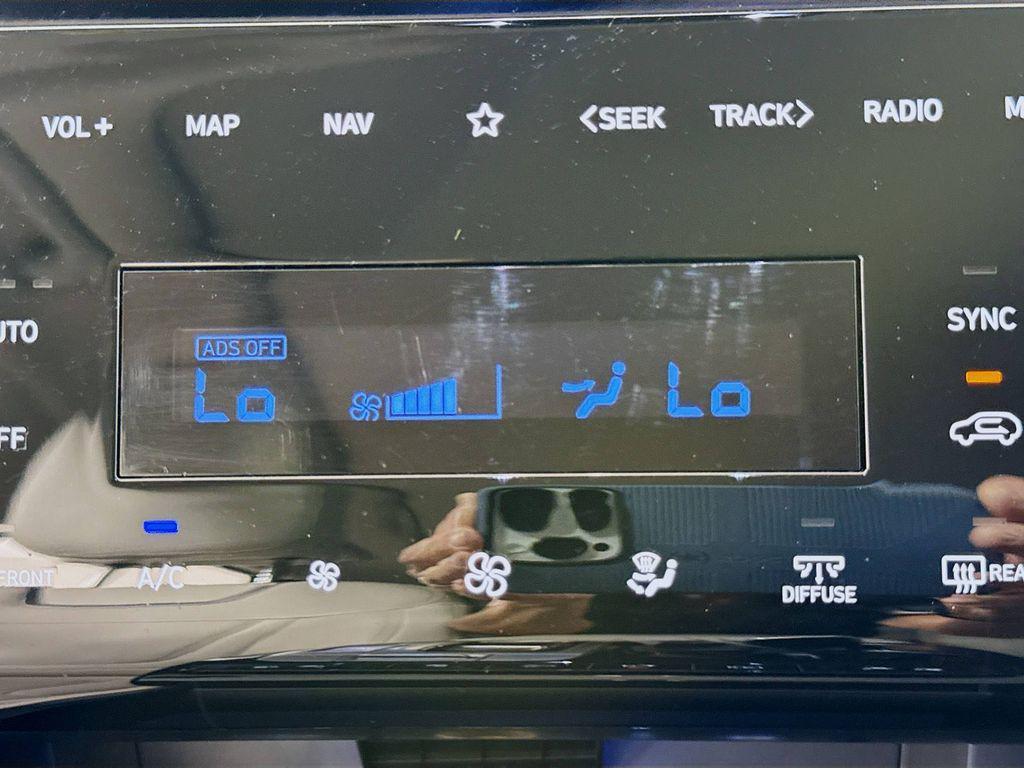 VOL+ MAP NAV <SEEK TRACK> RADIO M
UTO
ADS OFF
SYNC
Lo Lo
FF
FRONT A/C
DIFFUSE
REA